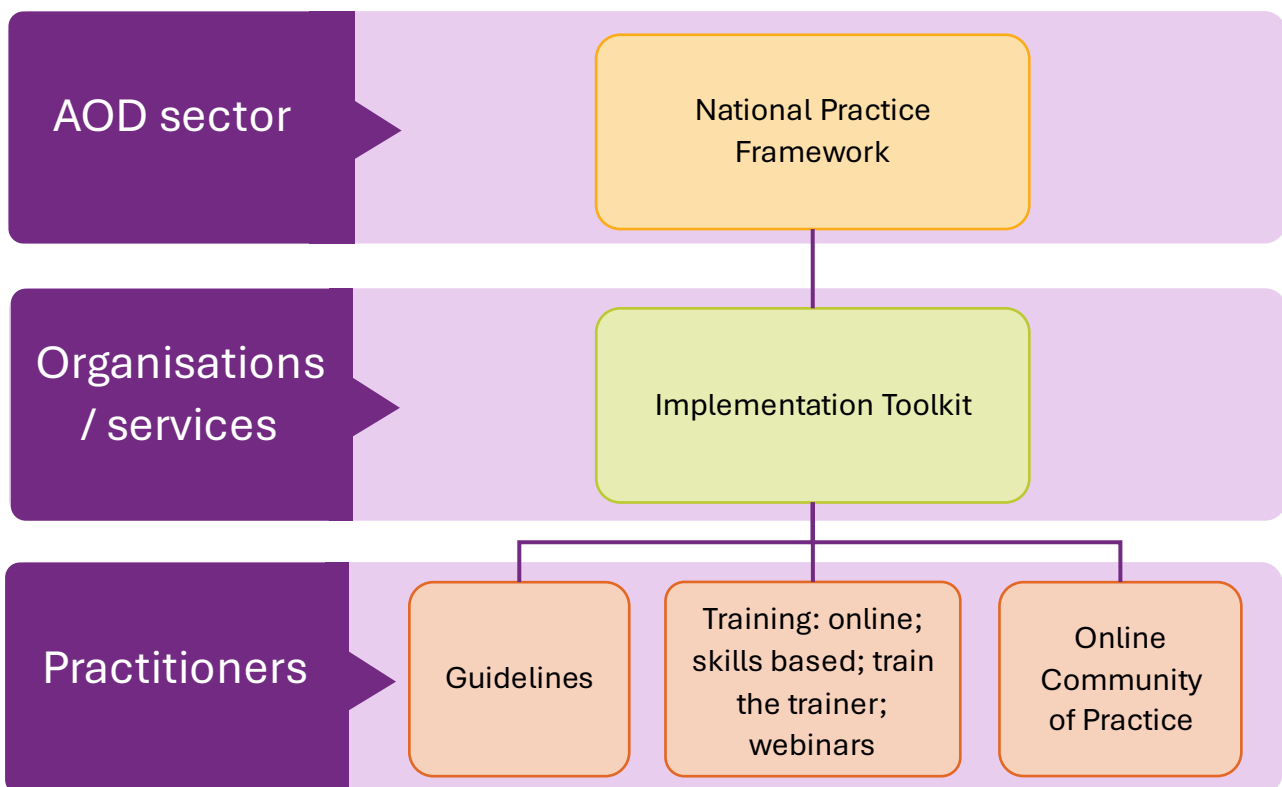 AOD sector
National Practice
Framework
Organisations
/ services
Implementation Toolkit
Practitioners
Guidelines
Training: online;
skills based; train
the trainer;
webinars
Online
Community
of Practice